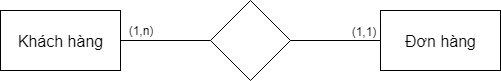 Khách hàng
(1,n)
(1,1)
Đơn hàng